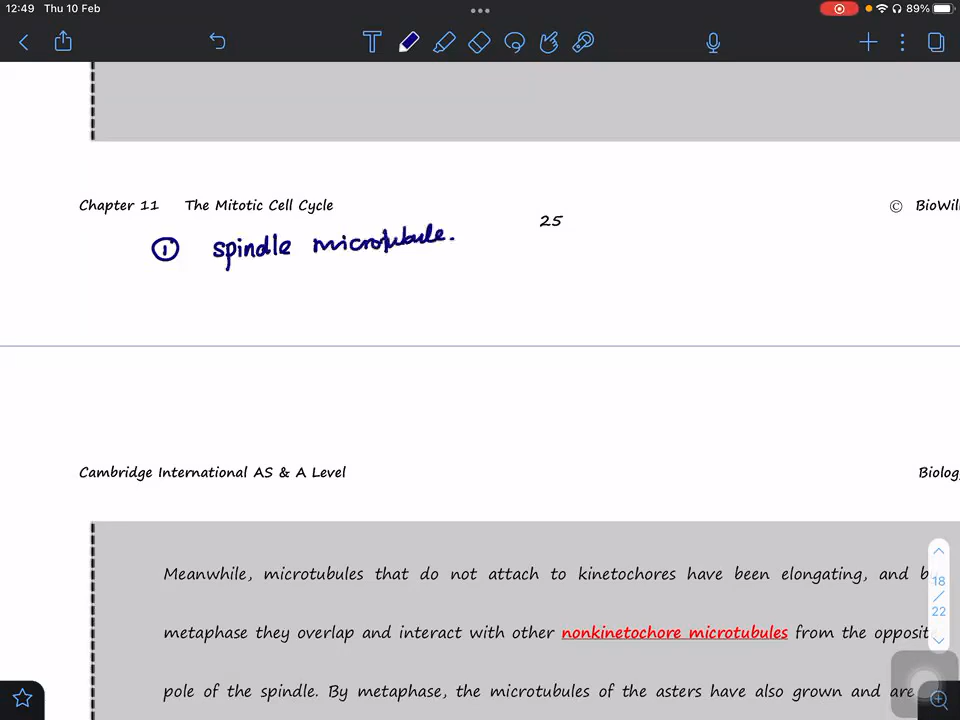 12:49 Thu 10 Feb
89%
Chapter 11 The Mitotic Cell Cycle
25
©
① spindle microtubule.
Cambridge International AS & A Level
18
/
22
Meanwhile, microtubules that do not attach to kinetochores have been elongating, and
metaphase they overlap and interact with other nonkinetochore microtubules from the
pole of the spindle. By metaphase, the microtubules of the asters have also grown and are